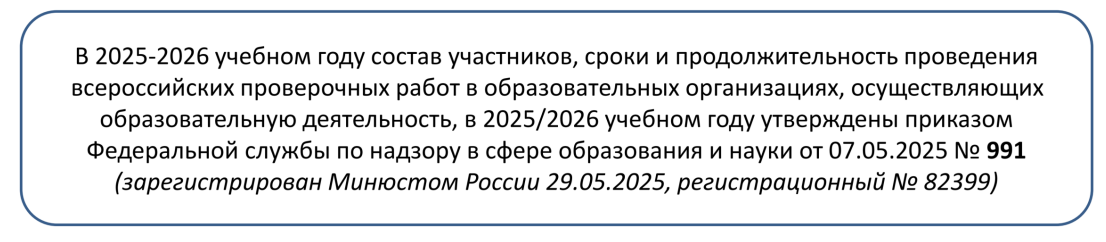 В 2025-2026 учебном году состав участников, сроки и продолжительность проведения
всероссийских проверочных работ в образовательных организациях, осуществляющих
образовательную деятельность, в 2025/2026 учебном году утверждены приказом
Федеральной службы по надзору в сфере образования и науки от 07.05.2025 № 991
(зарегистрирован Минюстом России 29.05.2025, регистрационный № 82399)